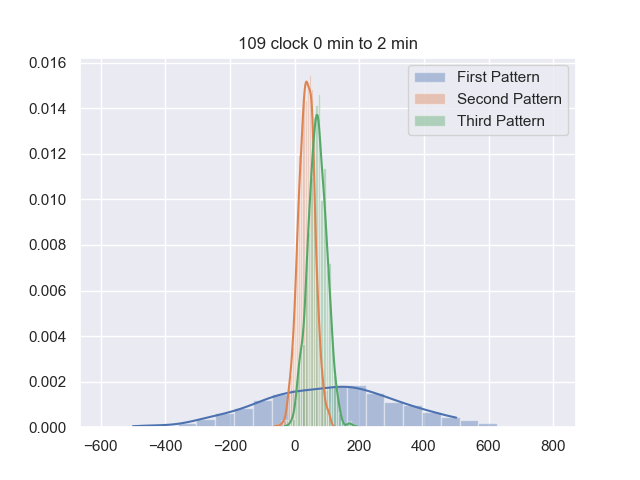 109 clock 0 min to 2 min
First Pattern
Second Pattern
Third Pattern
0.016
0.014
0.012
0.010
0.008
0.006
0.004
0.002
0.000
−600 −400 −200 0 200 400 600 800